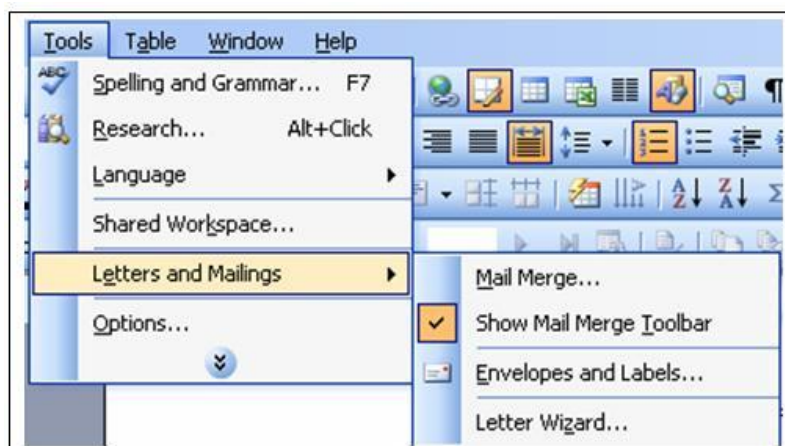 Tools Table Window Help
Spelling and Grammar... F7
Research... Alt+Click
Language
Shared Workspace...
Letters and Mailings
Options...
Mail Merge...
Show Mail Merge Toolbar
Envelopes and Labels...
Letter Wizard...